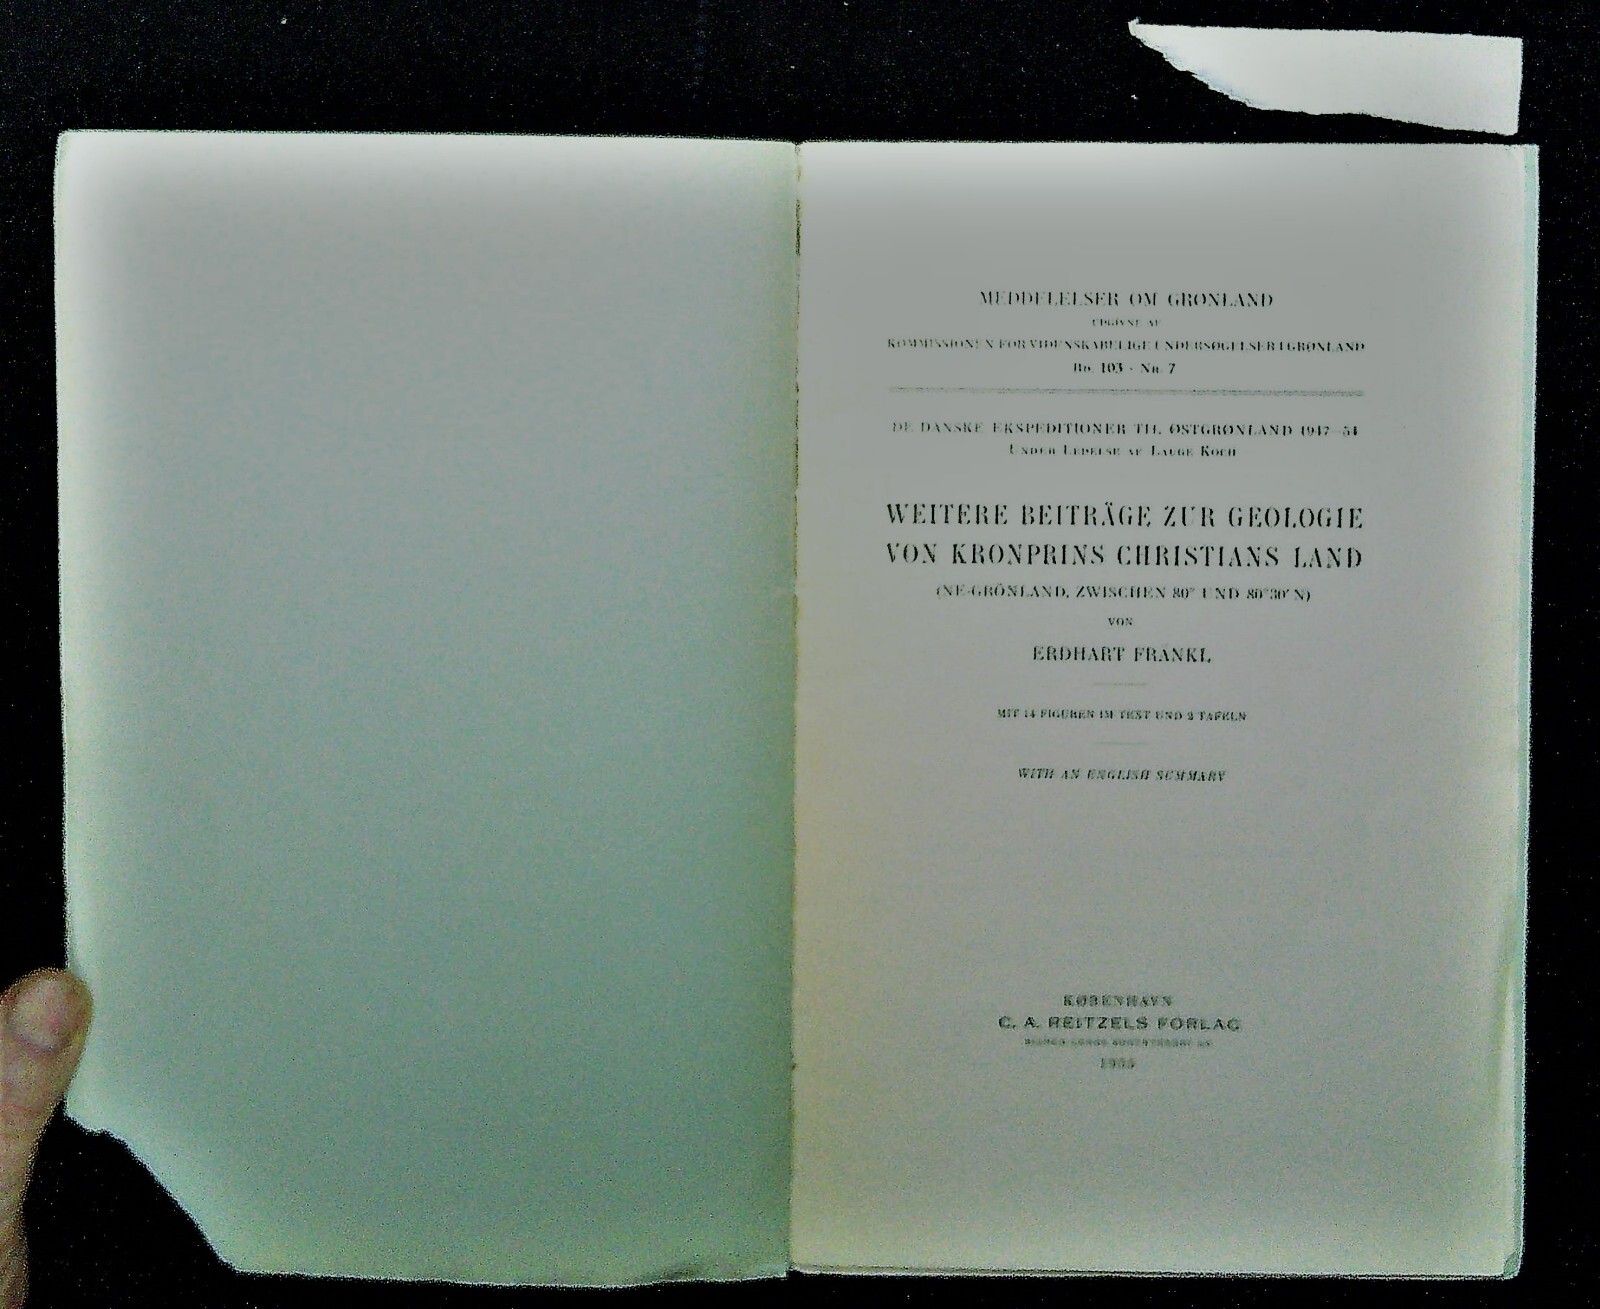 MEDDELELSER OM GRØNLAND
UDGIVNE AF
KOMMISSIONEN FOR VIDENSKABELIGE UNDERSØGELSER I GRØNLAND
BD. 103 · NR. 7
DE DANSKE EKSPEDITIONER TIL ØSTGRØNLAND 1947–54
UNDER LEDELSE AF LAUGE KOCH
WEITERE BEITRÄGE ZUR GEOLOGIE
VON KRONPRINS CHRISTIANS LAND
(NE-GRÖNLAND, ZWISCHEN 80° UND 80°30' N)
VON
ERDHART FRANKL
MIT 14 FIGUREN IM TEXT UND 2 TAFELN
WITH AN ENGLISH SUMMARY
KØBENHAVN
C. A. REITZELS FORLAG
1955